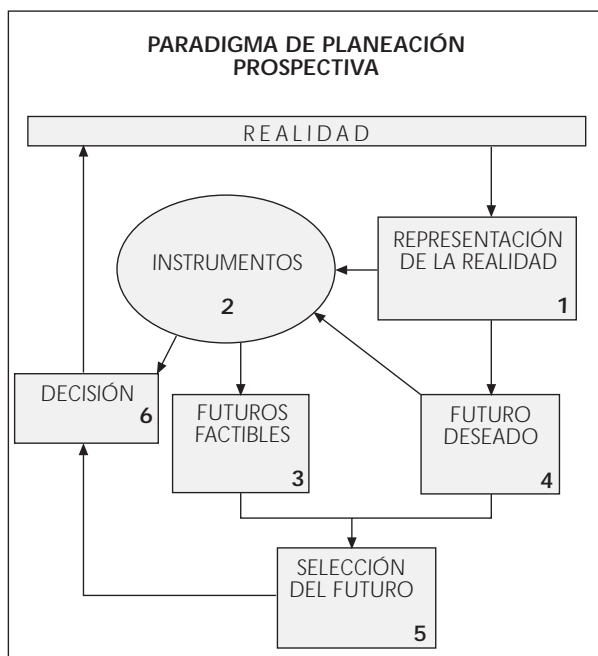 PARADIGMA DE PLANEACIÓN
PROSPECTIVA
REALIDAD
INSTRUMENTOS
2
REPRESENTACIÓN
DE LA REALIDAD
1
DECISIÓN
6
FUTUROS
FACTIBLES
3
FUTURO
DESEADO
4
SELECCIÓN
DEL FUTURO
5